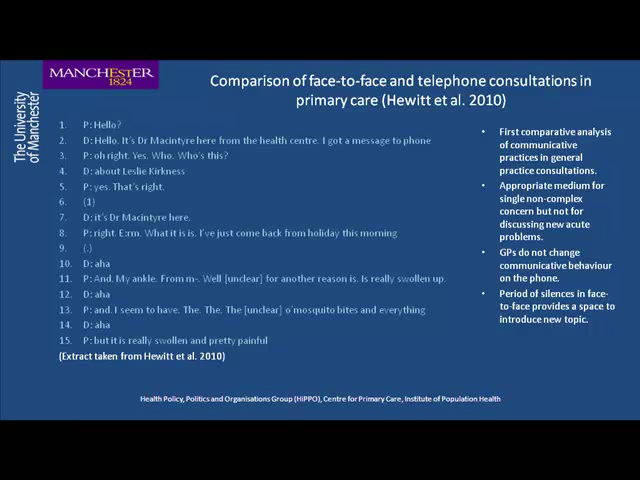 MANCHESTER
1824
The University
of Manchester
Comparison of face-to-face and telephone consultations in
primary care (Hewitt et al. 2010)
1. P: Hello?
2. D: Hello. It's Dr Macintyre here from the health centre. I got a message to phone
3. P: oh right. Yes. Who. Who's this?
4. D: about Leslie Kirkness
5. P: yes. That's right.
6. (1)
7. D: it's Dr Macintyre here.
8. P: right. E:rm. What it is is. I've just come back from holiday this morning
9. (.)
10. D: aha
11. P: And. My ankle. From m-. Well [unclear] for another reason is. Is really swollen up.
12. D: aha
13. P: and. I seem to have. The. The. The [unclear] o'mosquito bites and everything
14. D: aha
15. P: but it is really swollen and pretty painful
(Extract taken from Hewitt et al. 2010)
• First comparative analysis
of communicative
practices in general
practice consultations.
• Appropriate medium for
single non-complex
concern but not for
discussing new acute
problems.
• GPs do not change
communicative behaviour
on the phone.
• Period of silences in face-
to-face provides a space to
introduce new topic.
Health Policy, Politics and Organisations Group (HiPPO), Centre for Primary Care, Institute of Population Health